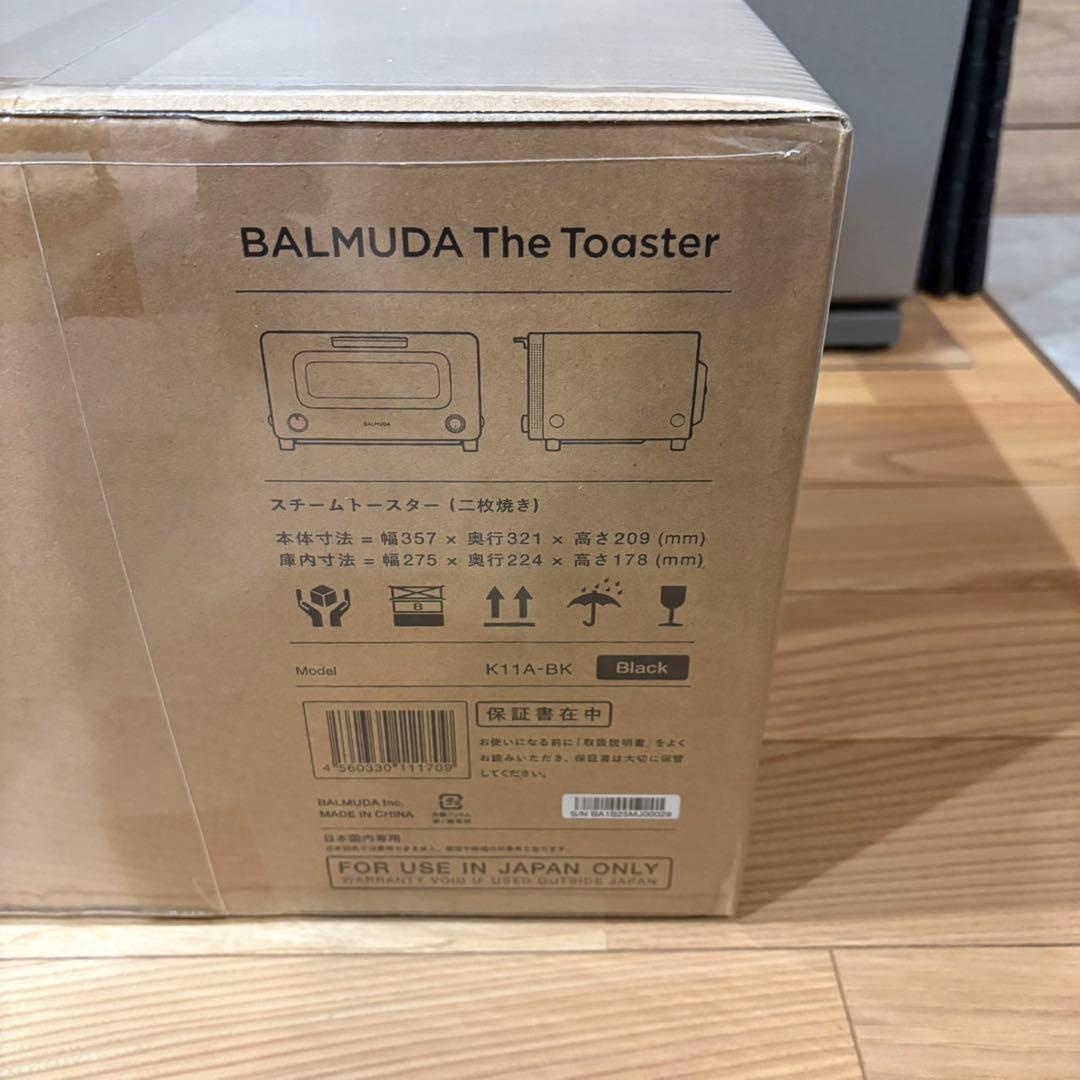 BALMUDA The Toaster
BALMUDA
スチームトースター (二枚焼き)
本体寸法 = 幅357 × 奥行321 × 高さ209 (mm)
庫内寸法 = 幅275 × 奥行224 × 高さ178 (mm)
8
Model K11A-BK Black
保証書在中
お使いになる前に「取扱説明書」をよく
お読みいただき、保証書は大切に保管
してください。
4 560330 111709
BALMUDA Inc.
MADE IN CHINA
プラ
S/N BA1B25MJ00029
日本国内専用
FOR USE IN JAPAN ONLY
WARRANTY VOID IF USED OUTSIDE JAPAN